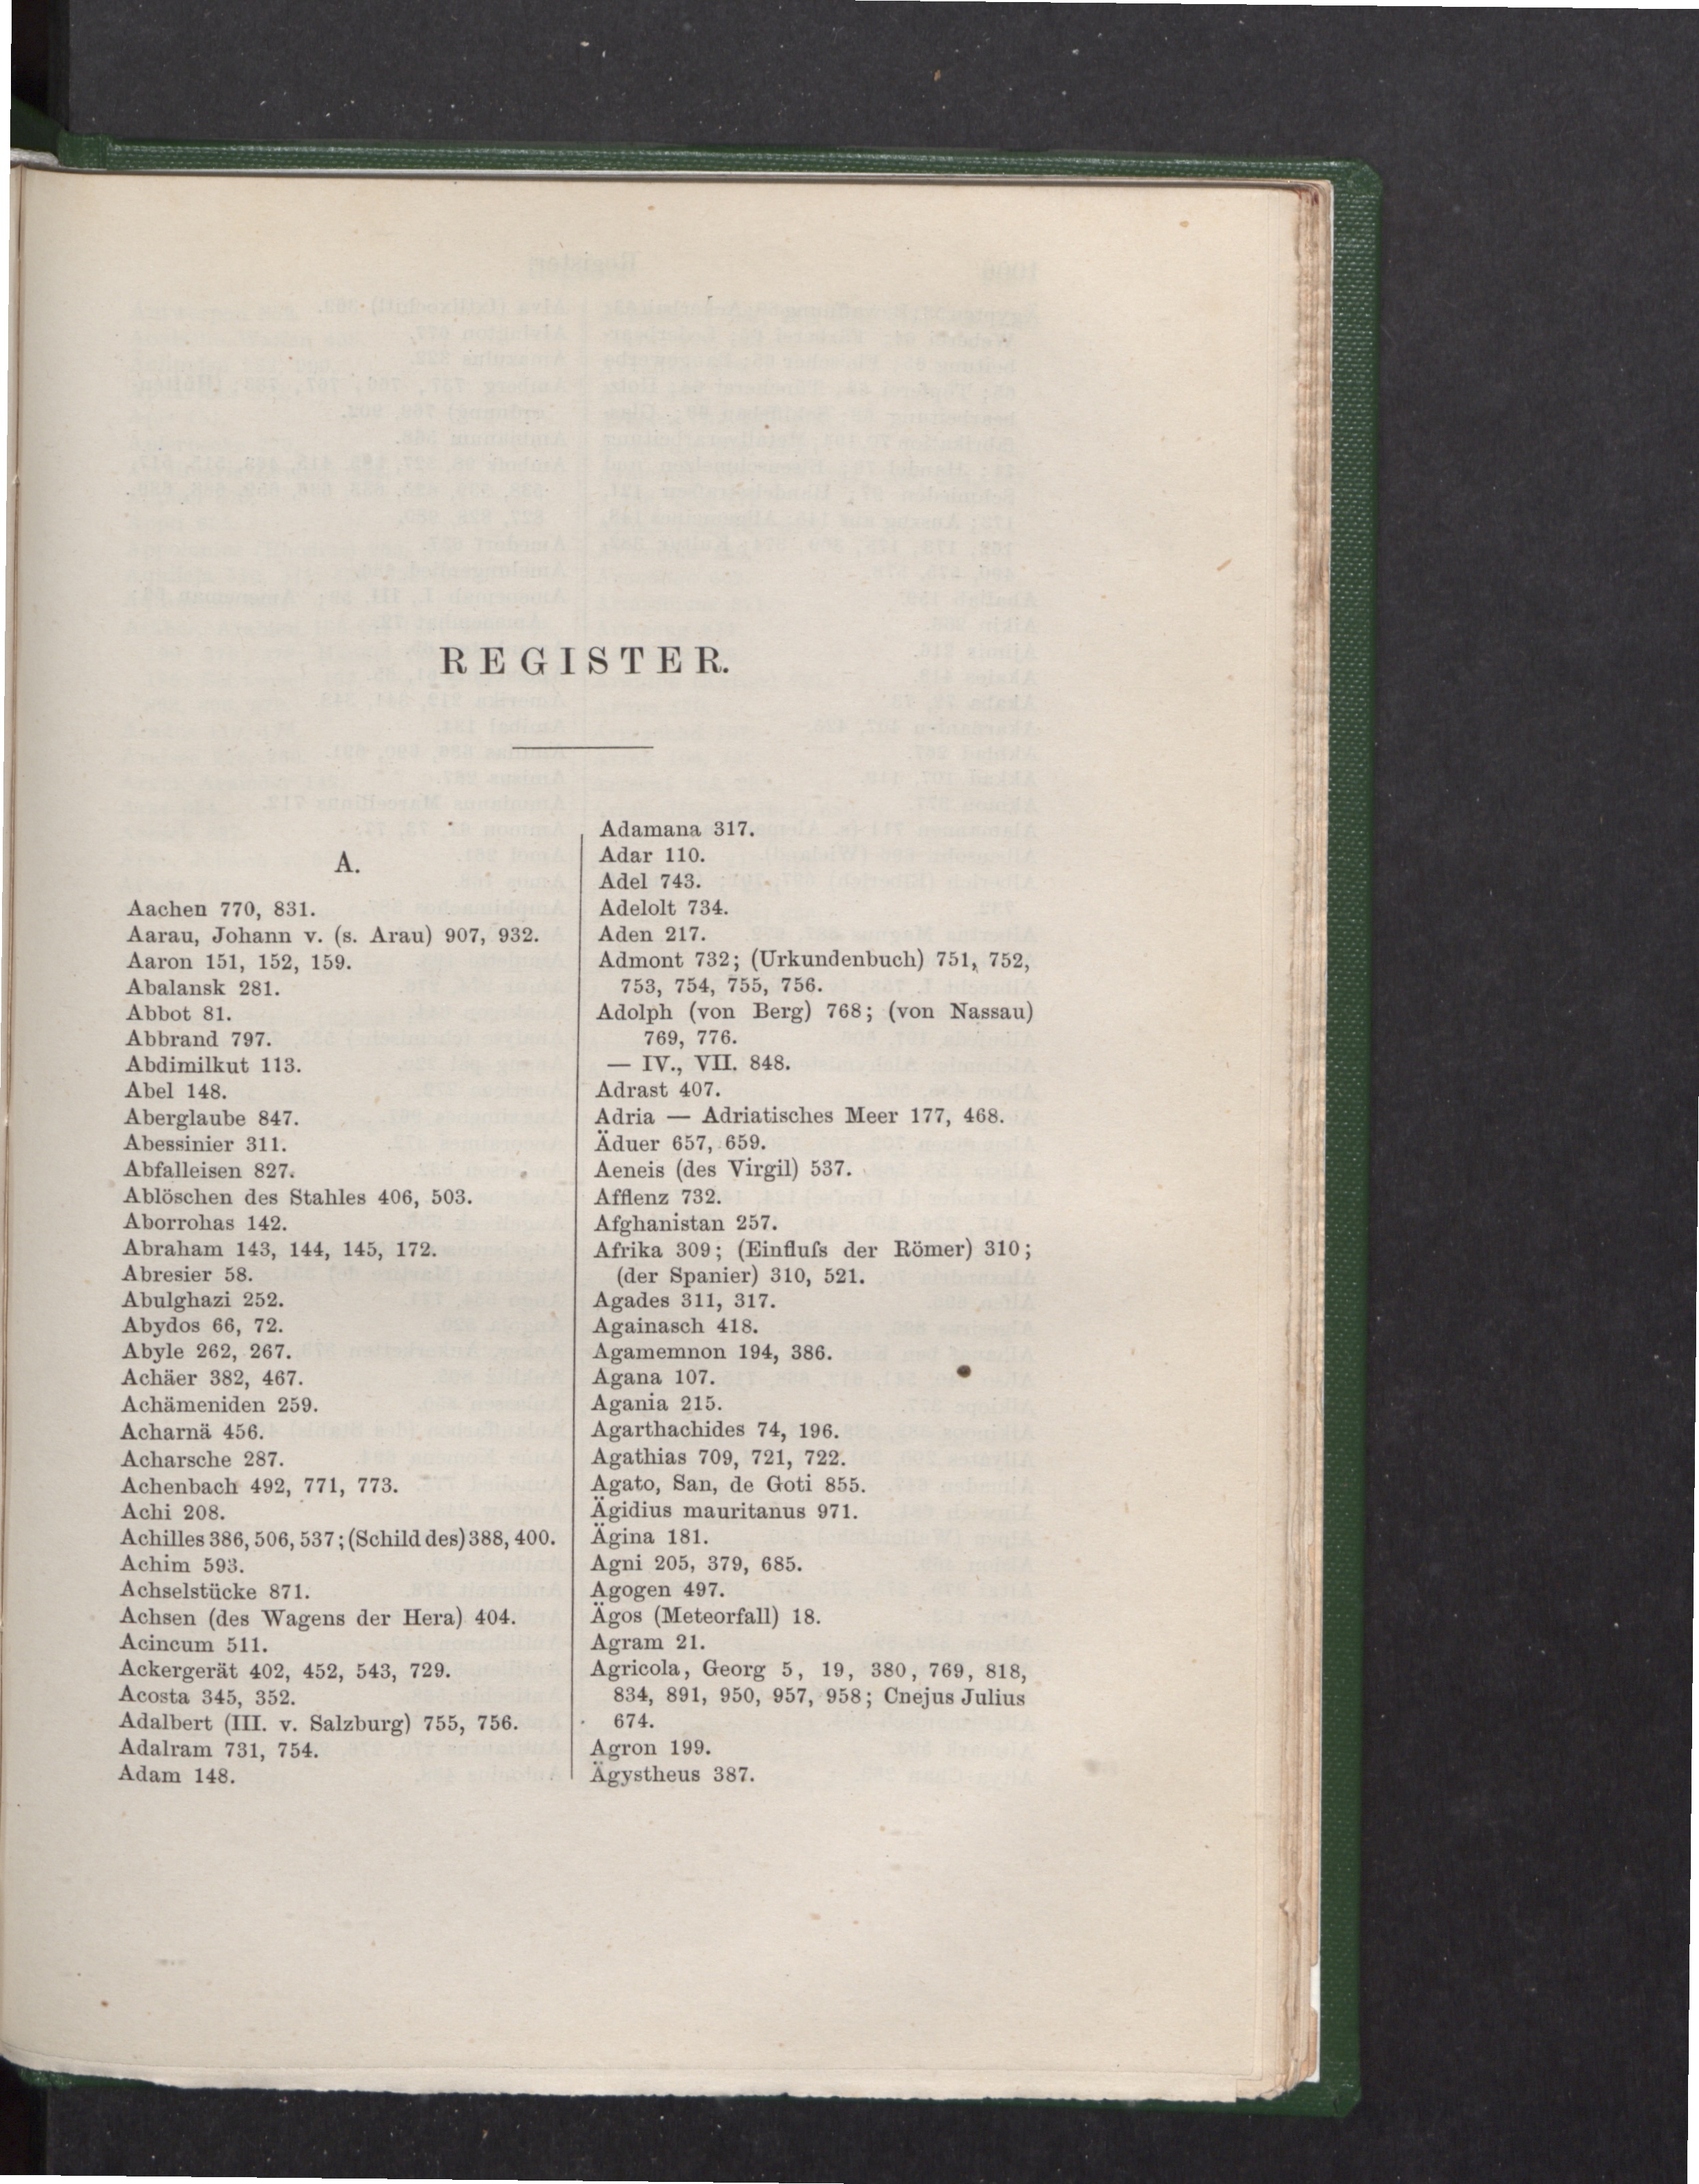 REGISTER.
A.
Aachen 770, 831.
Aarau, Johann v. (s. Arau) 907, 932.
Aaron 151, 152, 159.
Abalansk 281.
Abbot 81.
Abbrand 797.
Abdimilkut 113.
Abel 148.
Aberglaube 847.
Abessinier 311.
Abfalleisen 827.
Ablöschen des Stahles 406, 503.
Aborrohas 142.
Abraham 143, 144, 145, 172.
Abresier 58.
Abulghazi 252.
Abydos 66, 72.
Abyle 262, 267.
Achäer 382, 467.
Achämeniden 259.
Acharnä 456.
Acharsche 287.
Achenbach 492, 771, 773.
Achi 208.
Achilles 386, 506, 537; (Schild des) 388, 400.
Achim 593.
Achselstücke 871.
Achsen (des Wagens der Hera) 404.
Acincum 511.
Ackergerät 402, 452, 543, 729.
Acosta 345, 352.
Adalbert (III. v. Salzburg) 755, 756.
Adalram 731, 754.
Adam 148.
Adamana 317.
Adar 110.
Adel 743.
Adelolt 734.
Aden 217.
Admont 732; (Urkundenbuch) 751, 752,
753, 754, 755, 756.
Adolph (von Berg) 768; (von Nassau)
769, 776.
— IV., VII. 848.
Adrast 407.
Adria — Adriatisches Meer 177, 468.
Äduer 657, 659.
Aeneis (des Virgil) 537.
Afflenz 732.
Afghanistan 257.
Afrika 309; (Einfluſs der Römer) 310;
(der Spanier) 310, 521.
Agades 311, 317.
Againasch 418.
Agamemnon 194, 386.
Agana 107.
Agania 215.
Agarthachides 74, 196.
Agathias 709, 721, 722.
Agato, San, de Goti 855.
Ägidius mauritanus 971.
Ägina 181.
Agni 205, 379, 685.
Agogen 497.
Ägos (Meteorfall) 18.
Agram 21.
Agricola, Georg 5, 19, 380, 769, 818,
834, 891, 950, 957, 958; Cnejus Julius
674.
Agron 199.
Ägystheus 387.